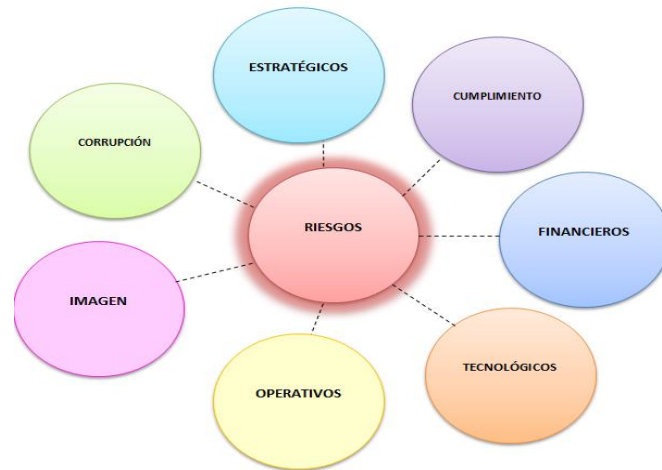 ESTRATÉGICOS
CUMPLIMIENTO
CORRUPCIÓN
RIESGOS
FINANCIEROS
IMAGEN
TECNOLÓGICOS
OPERATIVOS